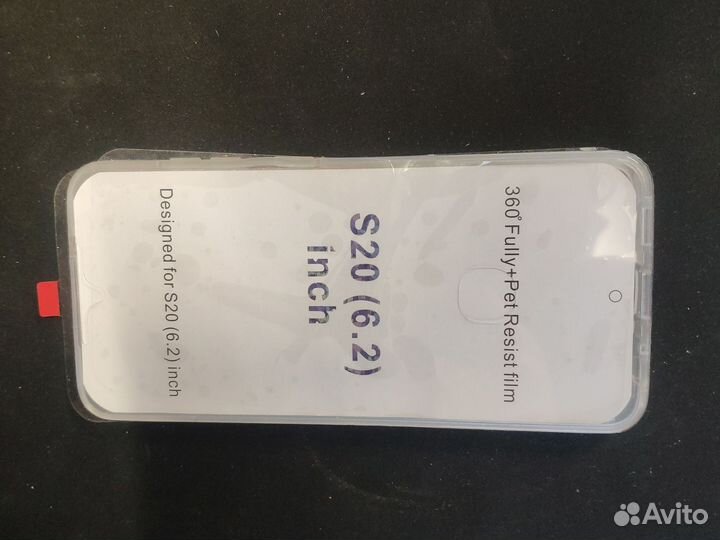 360°Fully+Pet Resist film
S20 (6.2)
inch
Designed for S20 (6.2) inch
Avito